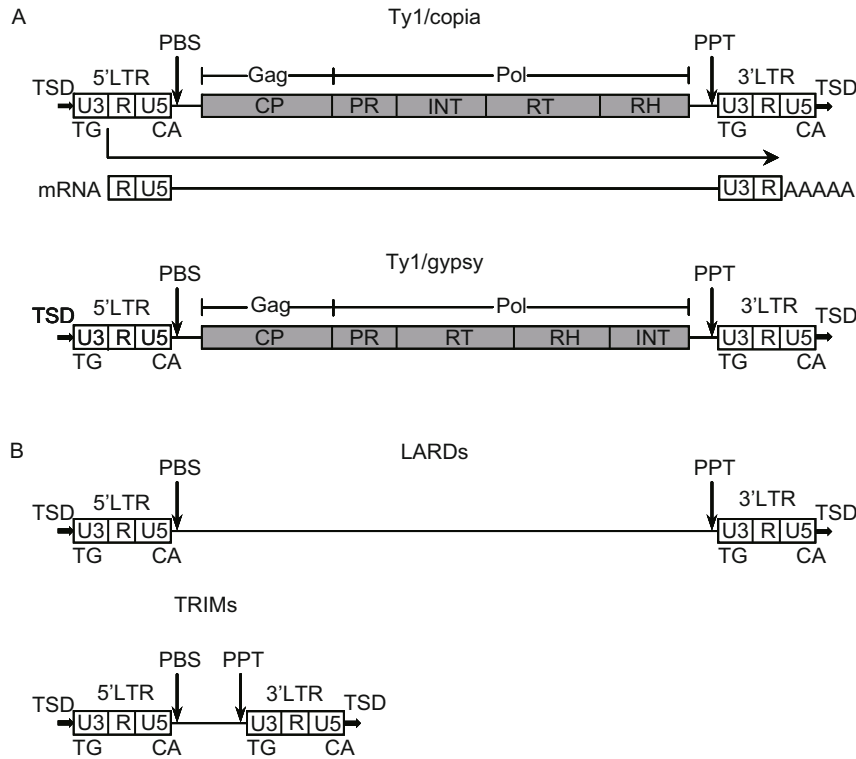 A
Ty1/copia
PBS
PPT
Gag
Pol
TSD
5'LTR
3'LTR
TSD
U3 R U5
CP PR INT RT RH
U3 R U5
TG CA
TG CA
mRNA R U5
U3 R AAAAA
Ty1/gypsy
PBS
PPT
Gag
Pol
TSD
5'LTR
3'LTR
TSD
U3 R U5
CP PR RT RH INT
U3 R U5
TG CA
TG CA
B
LARDs
PBS
PPT
TSD
5'LTR
3'LTR
TSD
U3 R U5
U3 R U5
TG CA
TG CA
TRIMs
PBS
PPT
TSD
5'LTR
3'LTR
TSD
U3 R U5
U3 R U5
TG CA
TG CA